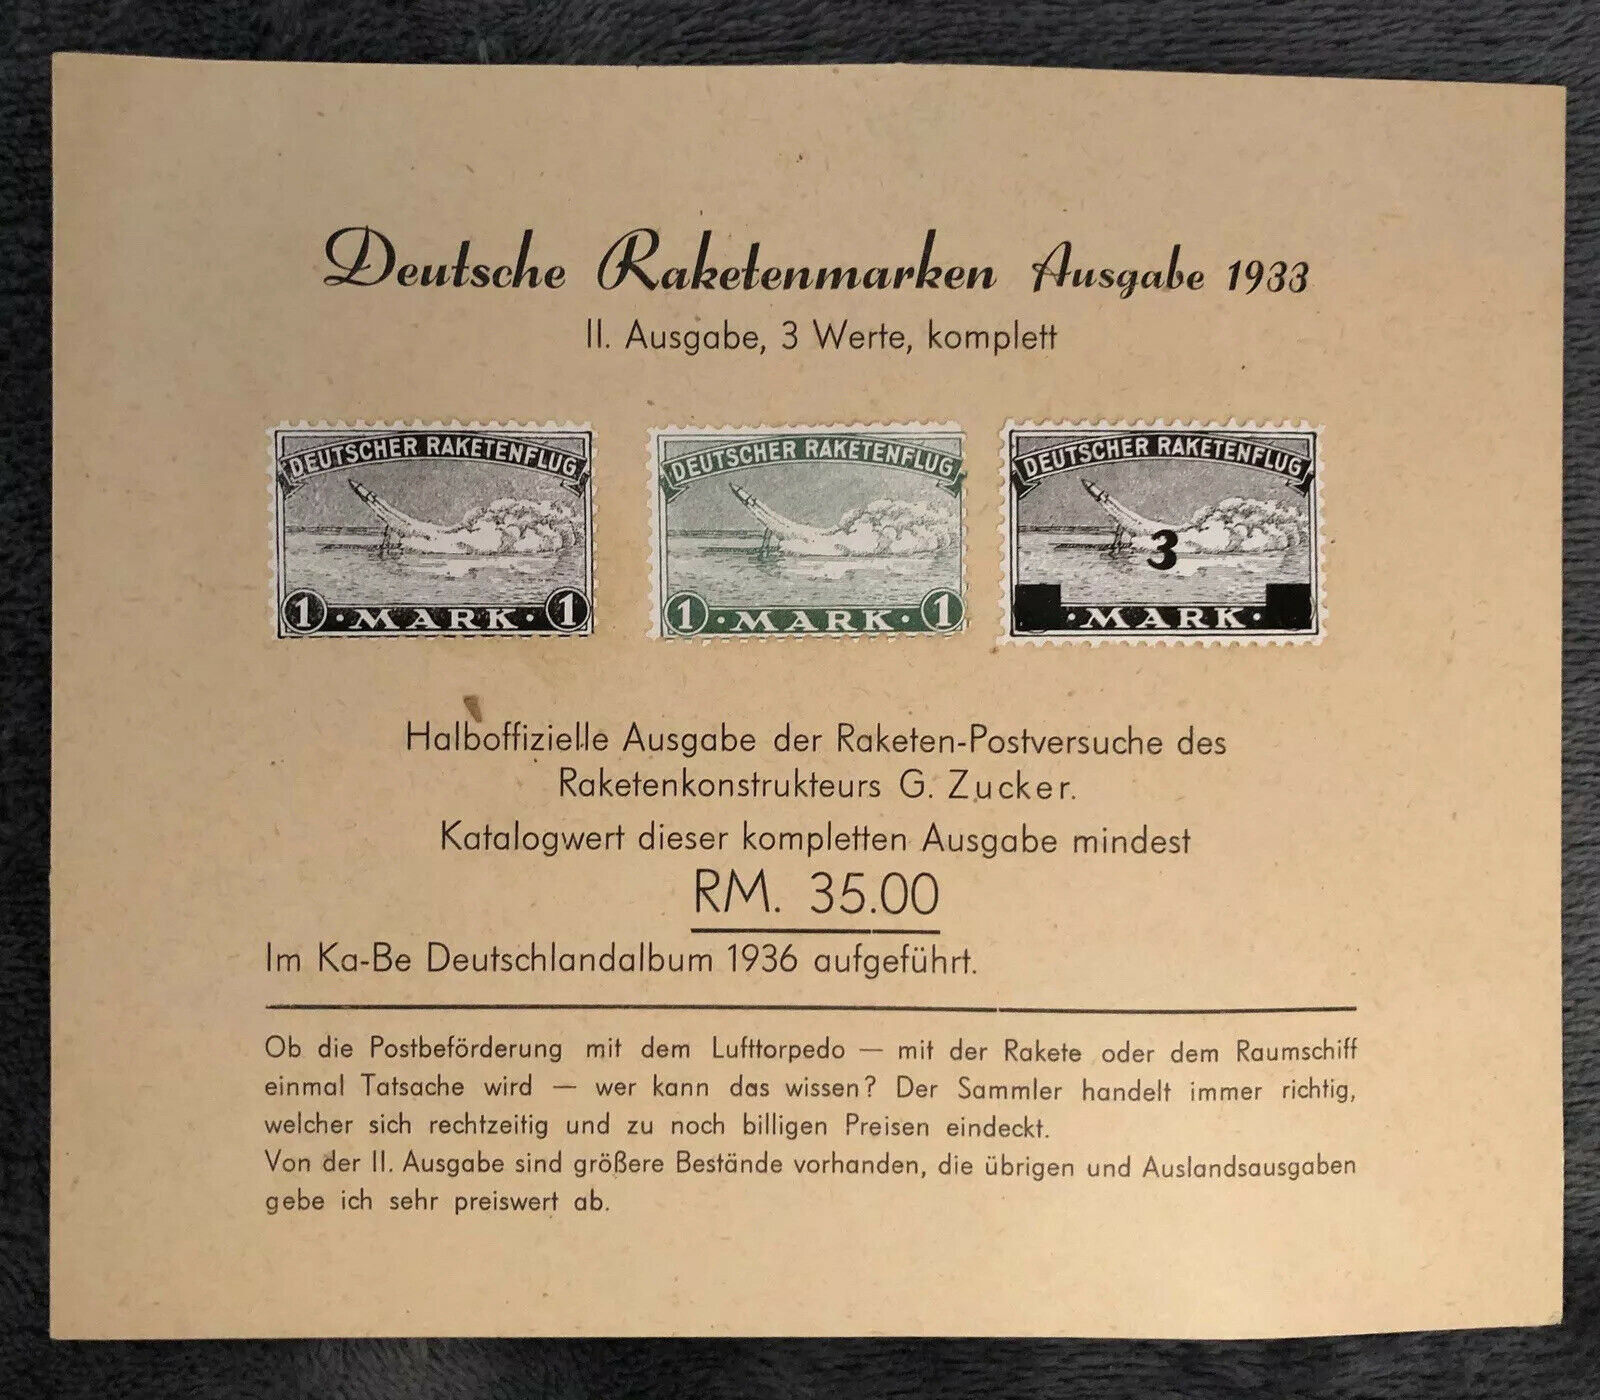 Deutsche Raketenmarken Ausgabe 1933
II. Ausgabe, 3 Werte, komplett
DEUTSCHER RAKETENFLUG
1 · MARK · 1
DEUTSCHER RAKETENFLUG
1 · MARK · 1
DEUTSCHER RAKETENFLUG
3
· MARK ·
Halboffizielle Ausgabe der Raketen-Postversuche des
Raketenkonstrukteurs G. Zucker.
Katalogwert dieser kompletten Ausgabe mindest
RM. 35.00
Im Ka-Be Deutschlandalbum 1936 aufgeführt.
Ob die Postbeförderung mit dem Lufttorpedo — mit der Rakete oder dem Raumschiff
einmal Tatsache wird — wer kann das wissen? Der Sammler handelt immer richtig,
welcher sich rechtzeitig und zu noch billigen Preisen eindeckt.
Von der II. Ausgabe sind größere Bestände vorhanden, die übrigen und Auslandsausgaben
gebe ich sehr preiswert ab.